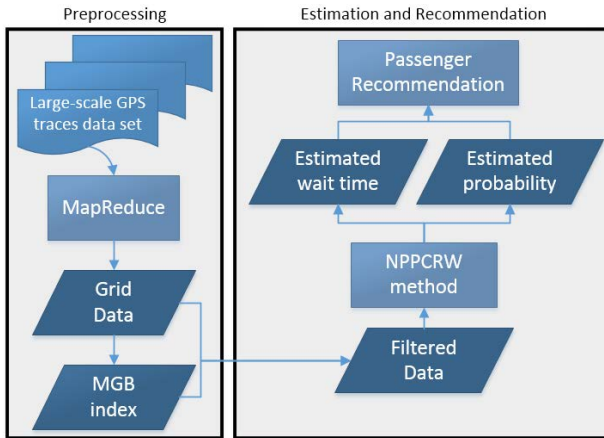 Preprocessing
Large-scale GPS
traces data set
MapReduce
Grid
Data
MGB
index
Estimation and Recommendation
Passenger
Recommendation
Estimated
wait time
Estimated
probability
NPPCRW
method
Filtered
Data